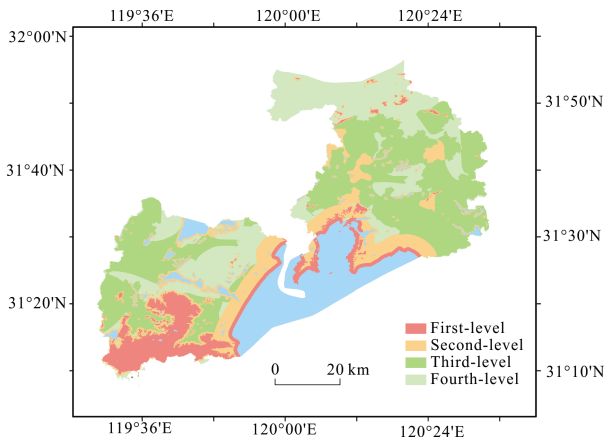 119°36'E 120°00'E 120°24'E
32°00'N
31°50'N
31°40'N
31°30'N
31°20'N
31°10'N
First-level
Second-level
Third-level
Fourth-level
0 20 km
119°36'E 120°00'E 120°24'E